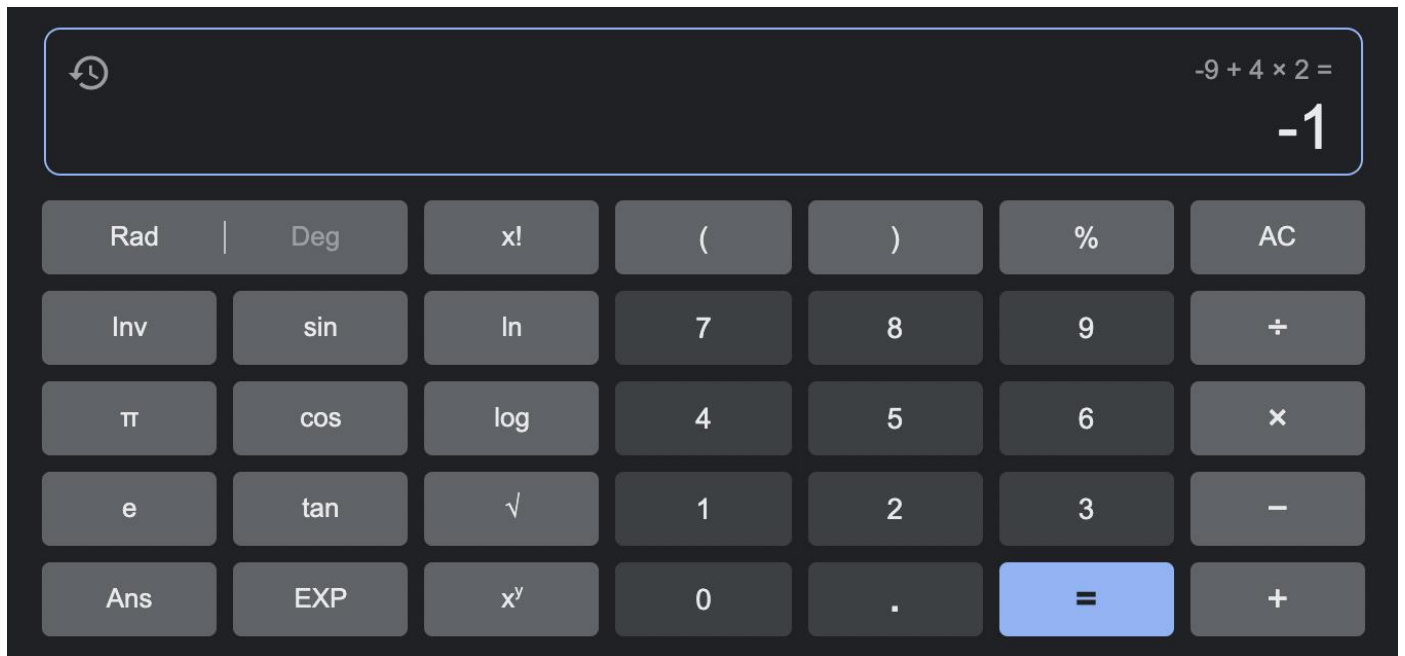 -9 + 4 × 2 =
-1
Rad | Deg x! ( ) % AC
Inv sin ln 7 8 9 ÷
π cos log 4 5 6 ×
e tan √ 1 2 3 −
Ans EXP xʸ 0 . = +